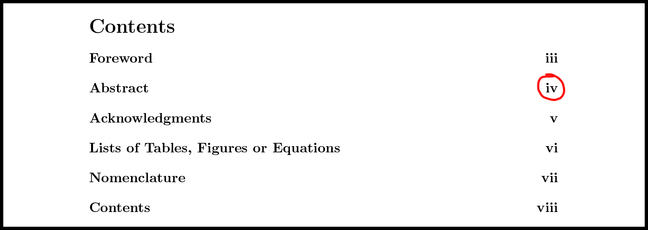 Contents
Foreword iii
Abstract iv
Acknowledgments v
Lists of Tables, Figures or Equations vi
Nomenclature vii
Contents viii